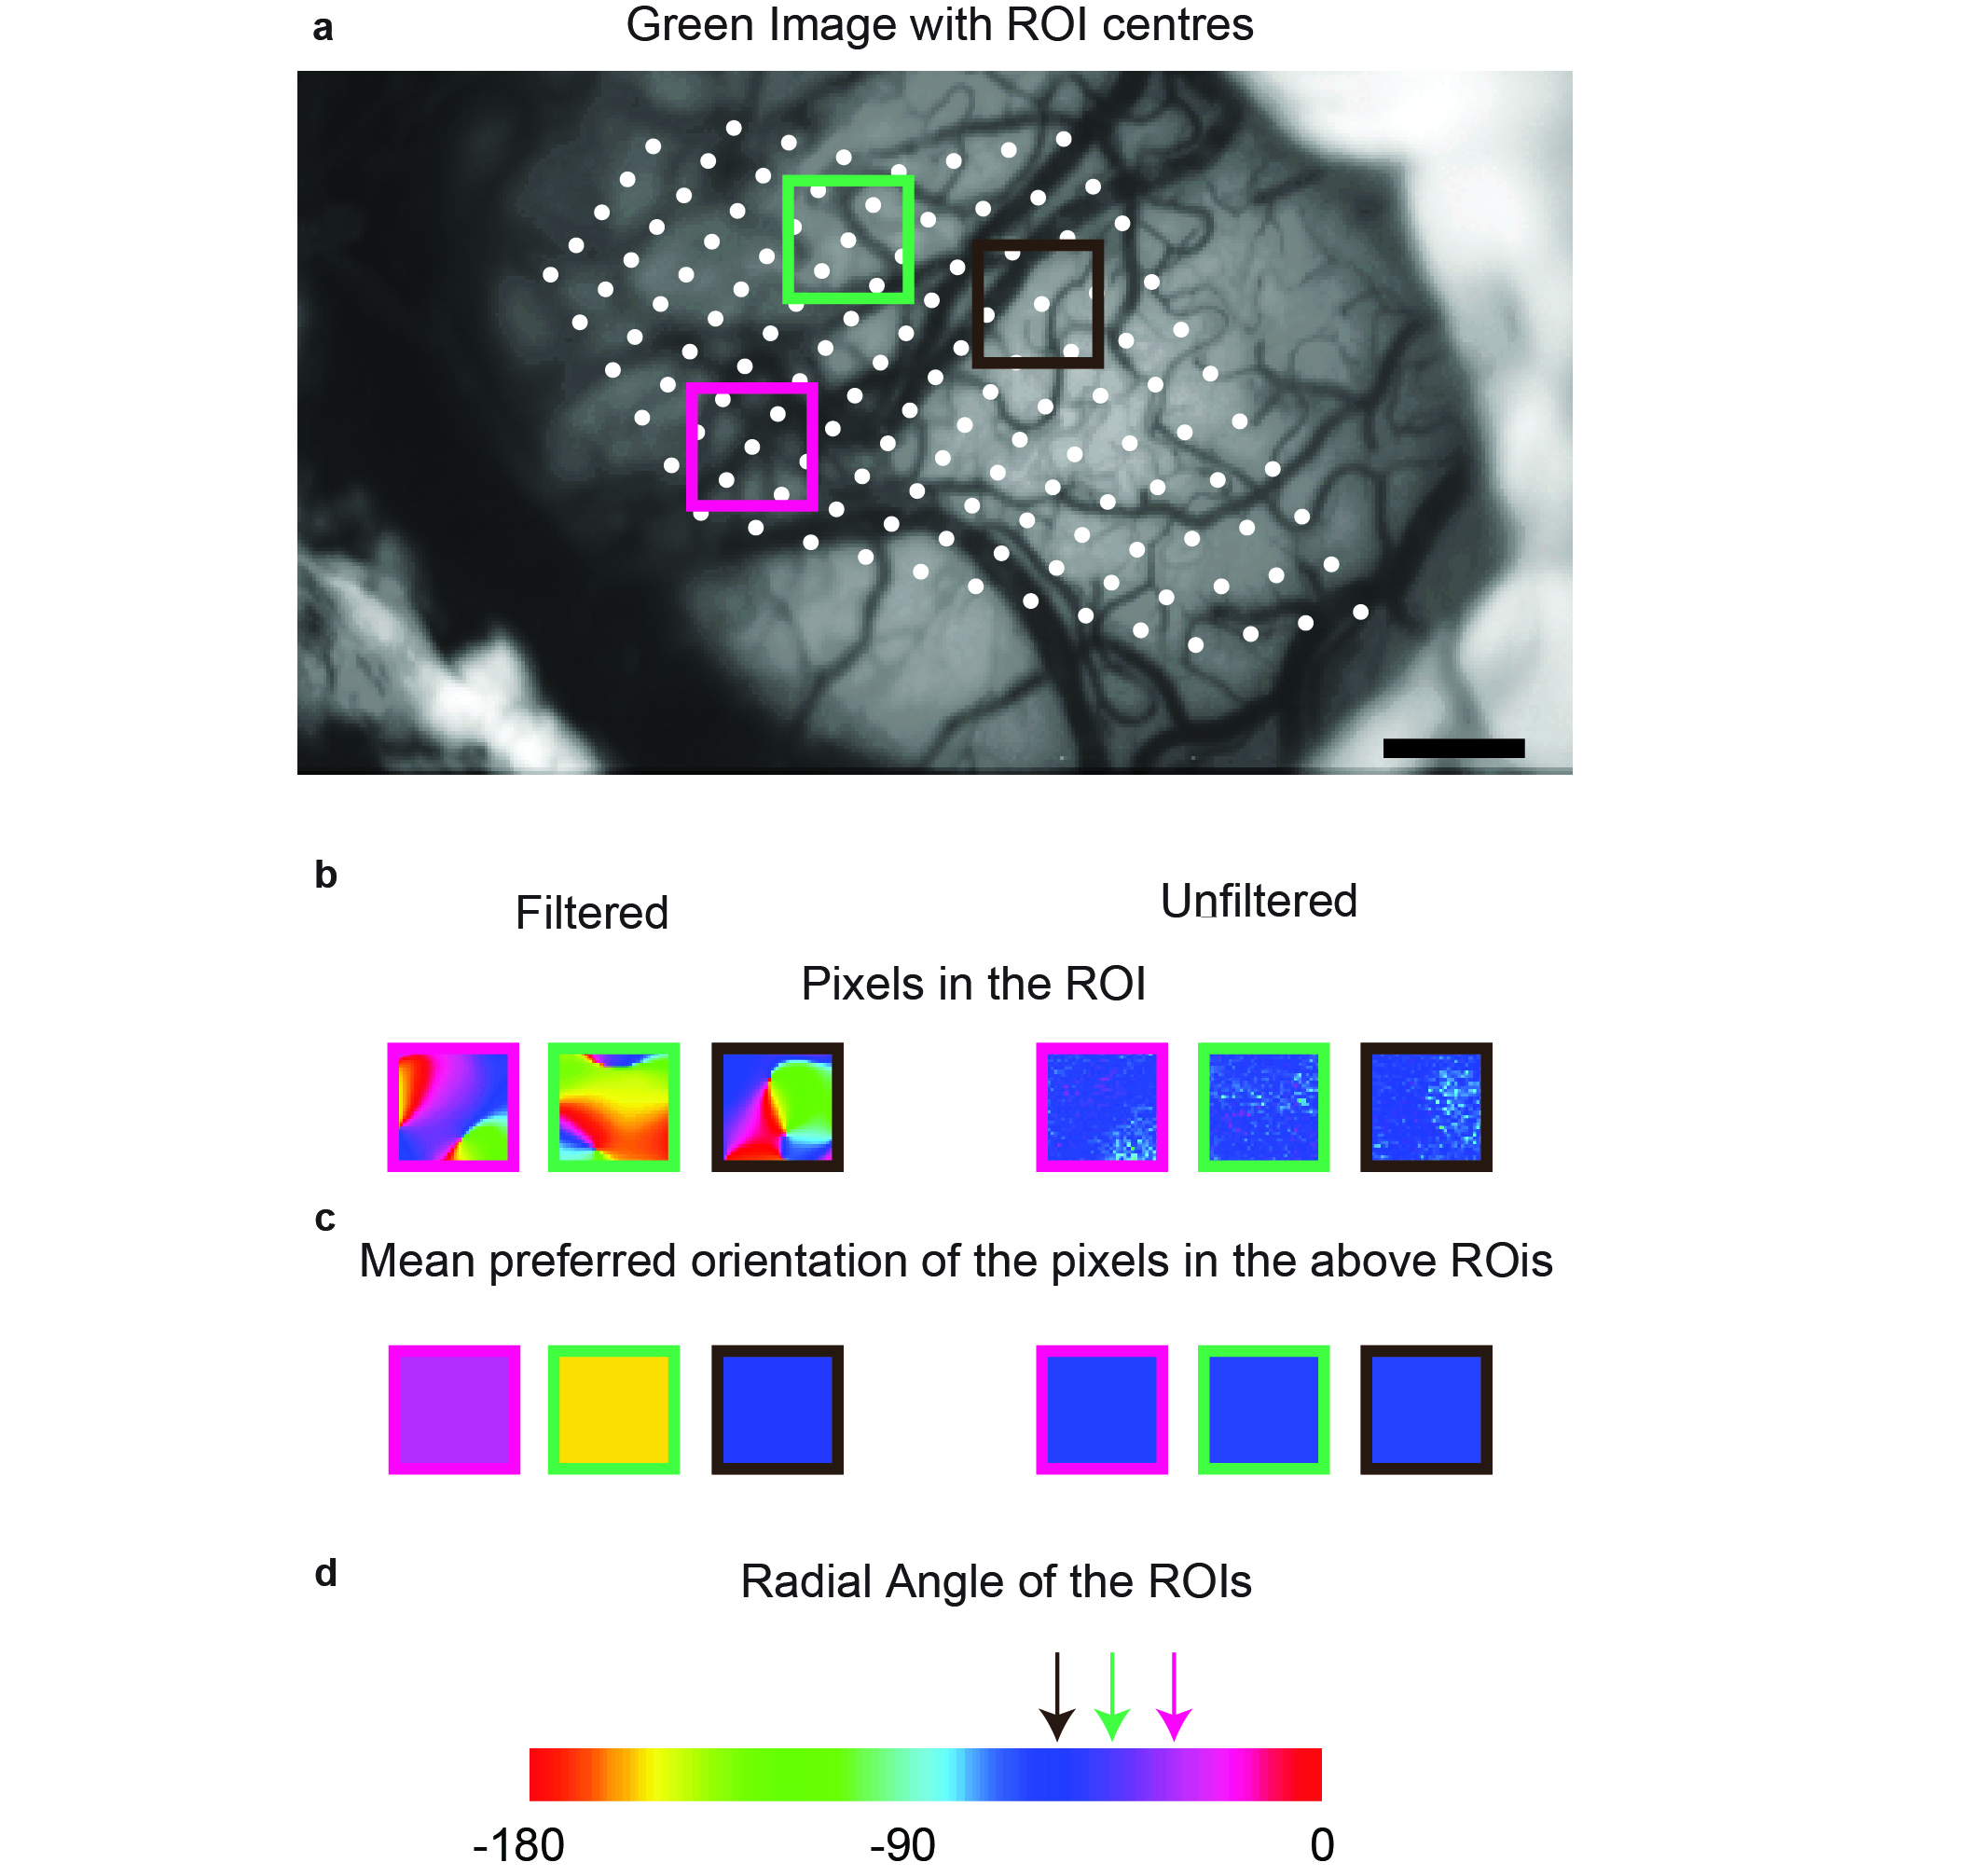 a
Green Image with ROI centres
b
Filtered
Unfiltered
Pixels in the ROI
c
Mean preferred orientation of the pixels in the above ROis
d
Radial Angle of the ROIs
-180
-90
0